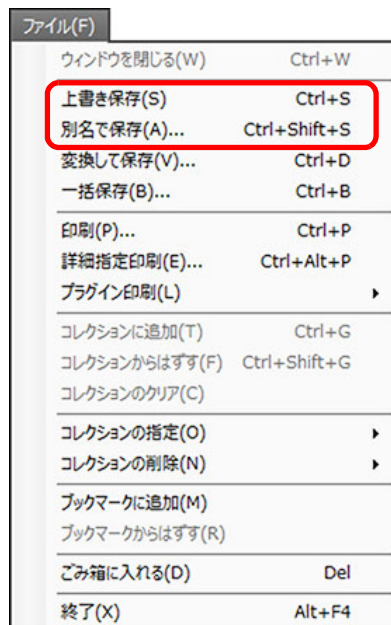 ファイル(F)
ウィンドウを閉じる(W) Ctrl+W
上書き保存(S) Ctrl+S
別名で保存(A)... Ctrl+Shift+S
変換して保存(V)... Ctrl+D
一括保存(B)... Ctrl+B
印刷(P)... Ctrl+P
詳細指定印刷(E)... Ctrl+Alt+P
プラグイン印刷(L)
コレクションに追加(T) Ctrl+G
コレクションからはずす(F) Ctrl+Shift+G
コレクションのクリア(C)
コレクションの指定(O)
コレクションの削除(N)
ブックマークに追加(M)
ブックマークからはずす(R)
ごみ箱に入れる(D) Del
終了(X) Alt+F4